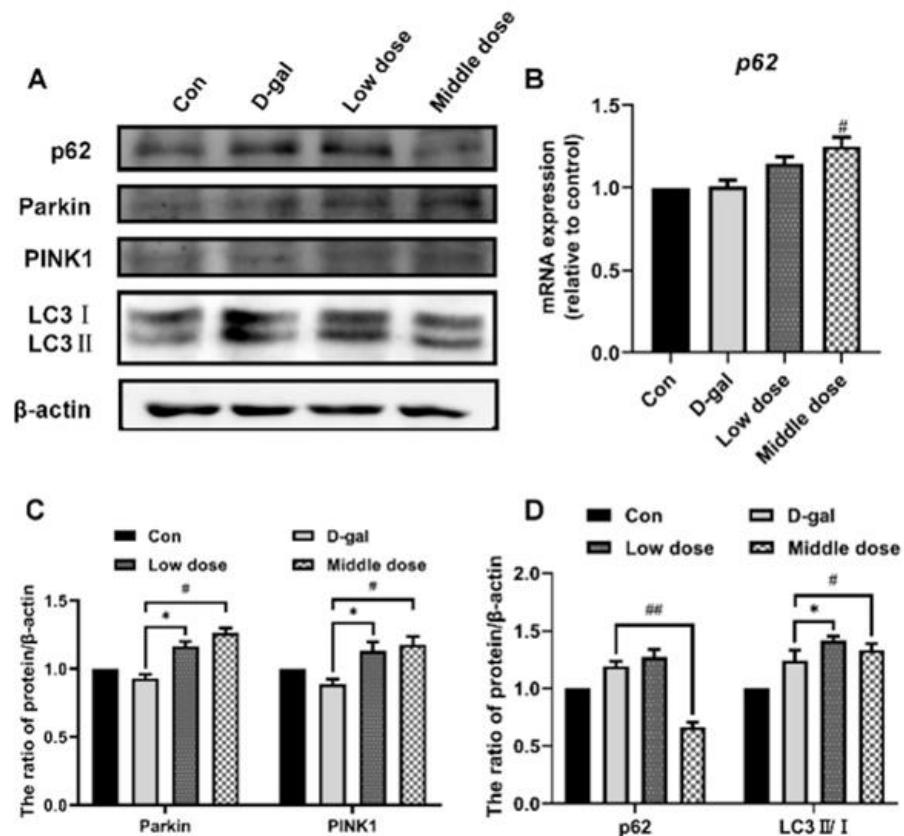 A
Con
D-gal
Low dose
Middle dose
p62
Parkin
PINK1
LC3 I
LC3 II
β-actin
B
p62
mRNA expression
(relative to control)
1.5
1.0
0.5
0.0
#
Con
D-gal
Low dose
Middle dose
C
Con
D-gal
Low dose
Middle dose
The ratio of protein/β-actin
1.5
1.0
0.5
0.0
#
*
#
*
Parkin
PINK1
D
Con
D-gal
Low dose
Middle dose
The ratio of protein/β-actin
2.0
1.5
1.0
0.5
0.0
##
#
*
p62
LC3 II/ I